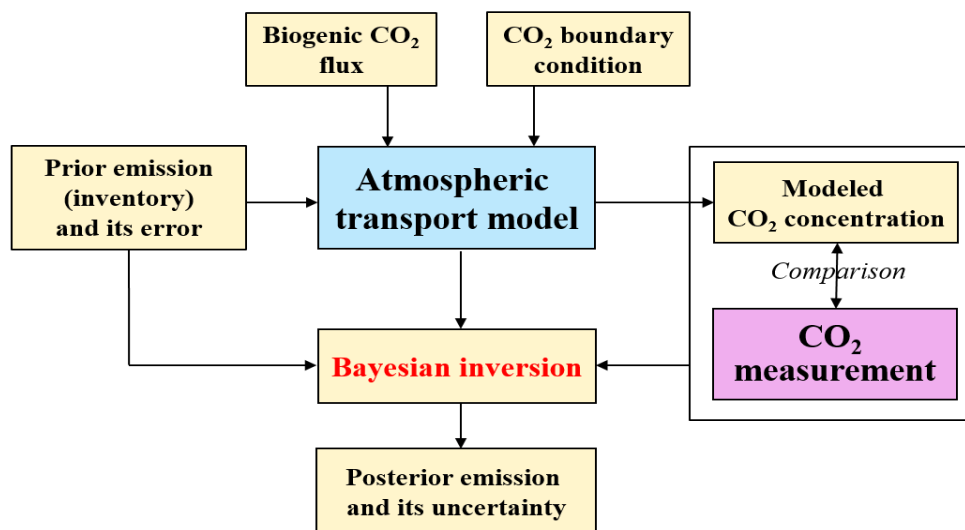 Biogenic CO₂
flux
CO₂ boundary
condition
Prior emission
(inventory)
and its error
Atmospheric
transport model
Modeled
CO₂ concentration
Comparison
CO₂
measurement
Bayesian inversion
Posterior emission
and its uncertainty